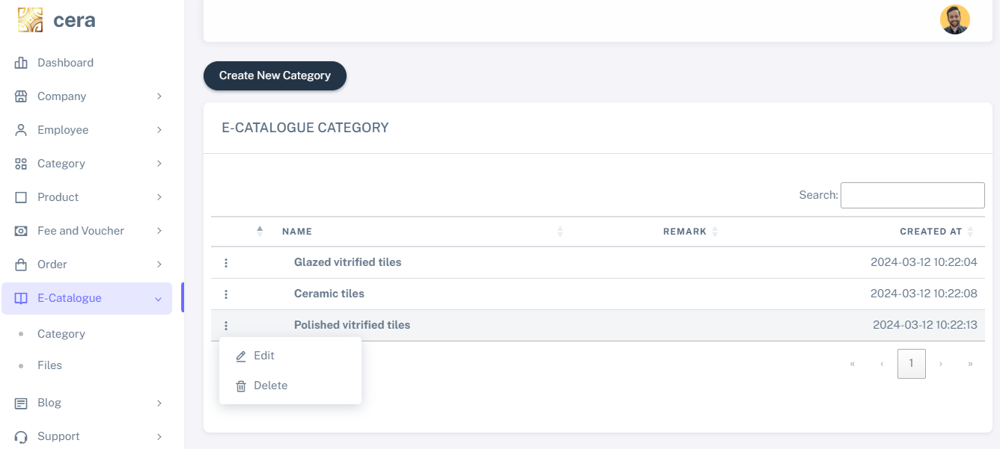 cera
Dashboard
Company
Employee
Category
Product
Fee and Voucher
Order
E-Catalogue
Category
Files
Blog
Support
Create New Category
E-CATALOGUE CATEGORY
Search:
NAME REMARK CREATED AT
Glazed vitrified tiles 2024-03-12 10:22:04
Ceramic tiles 2024-03-12 10:22:08
Polished vitrified tiles 2024-03-12 10:22:13
Edit
Delete
« ‹ 1 › »